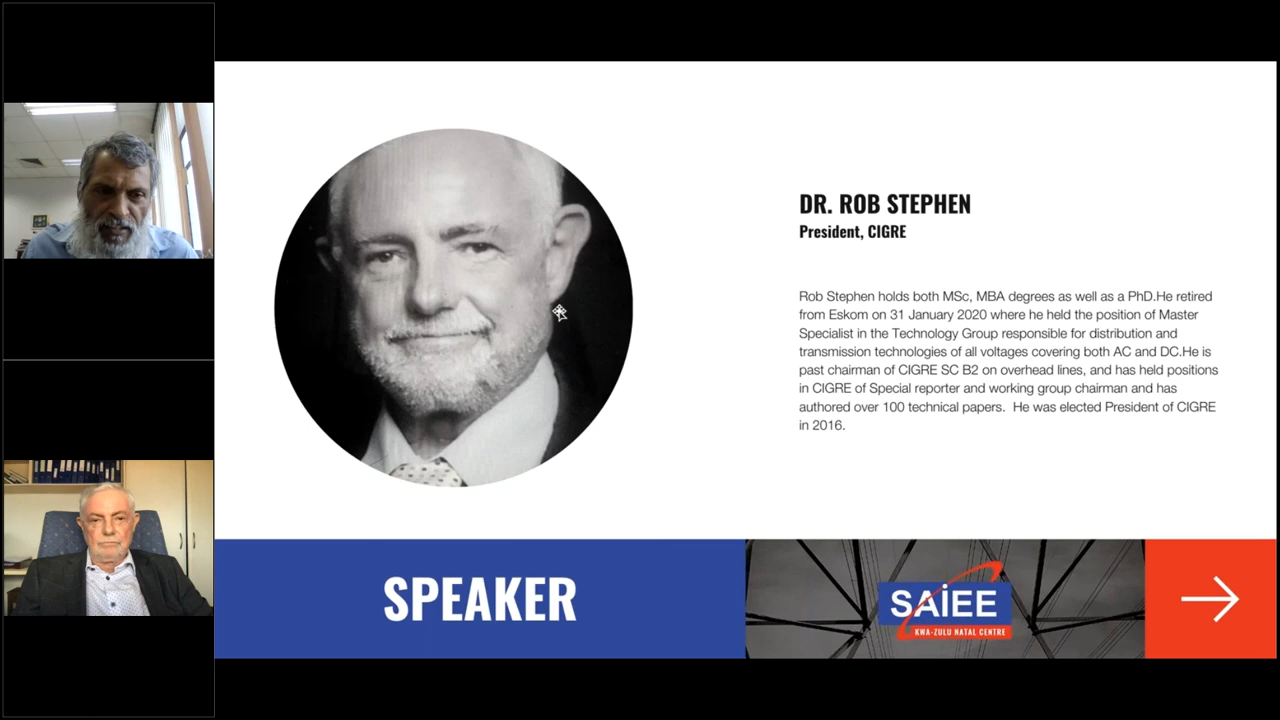 DR. ROB STEPHEN
President, CIGRE
Rob Stephen holds both MSc, MBA degrees as well as a PhD.He retired
from Eskom on 31 January 2020 where he held the position of Master
Specialist in the Technology Group responsible for distribution and
transmission technologies of all voltages covering both AC and DC.He is
past chairman of CIGRE SC B2 on overhead lines, and has held positions
in CIGRE of Special reporter and working group chairman and has
authored over 100 technical papers.  He was elected President of CIGRE
in 2016.
SPEAKER
SAiEE
KWA-ZULU NATAL CENTRE